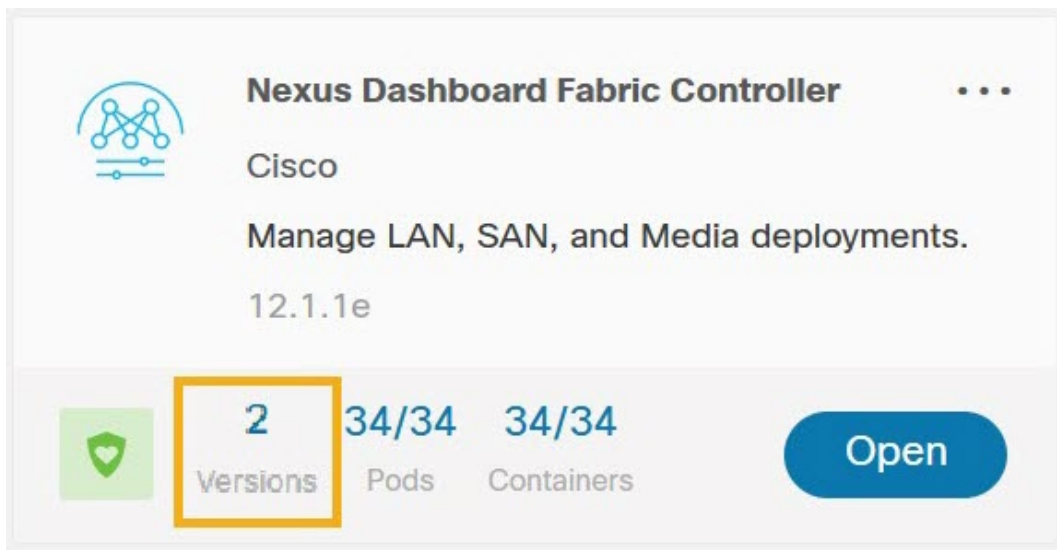 Nexus Dashboard Fabric Controller
Cisco
Manage LAN, SAN, and Media deployments.
12.1.1e
2 34/34 34/34 Open
Versions Pods Containers